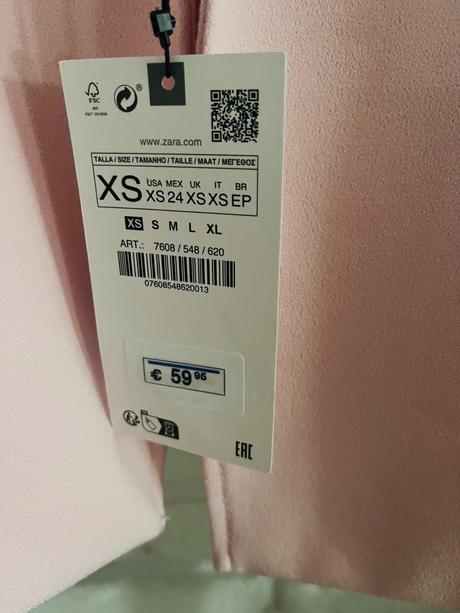 FSC
www.zara.com
TALLA / SIZE / TAMANHO / TAILLE / MAAT / ΜΕΓΕΘΟΣ
XS
USA MEX UK IT BR
XS 24 XS XS EP
XS S M L XL
ART.: 7608 / 548 / 620
07608548620013
€ 59 95
EAC